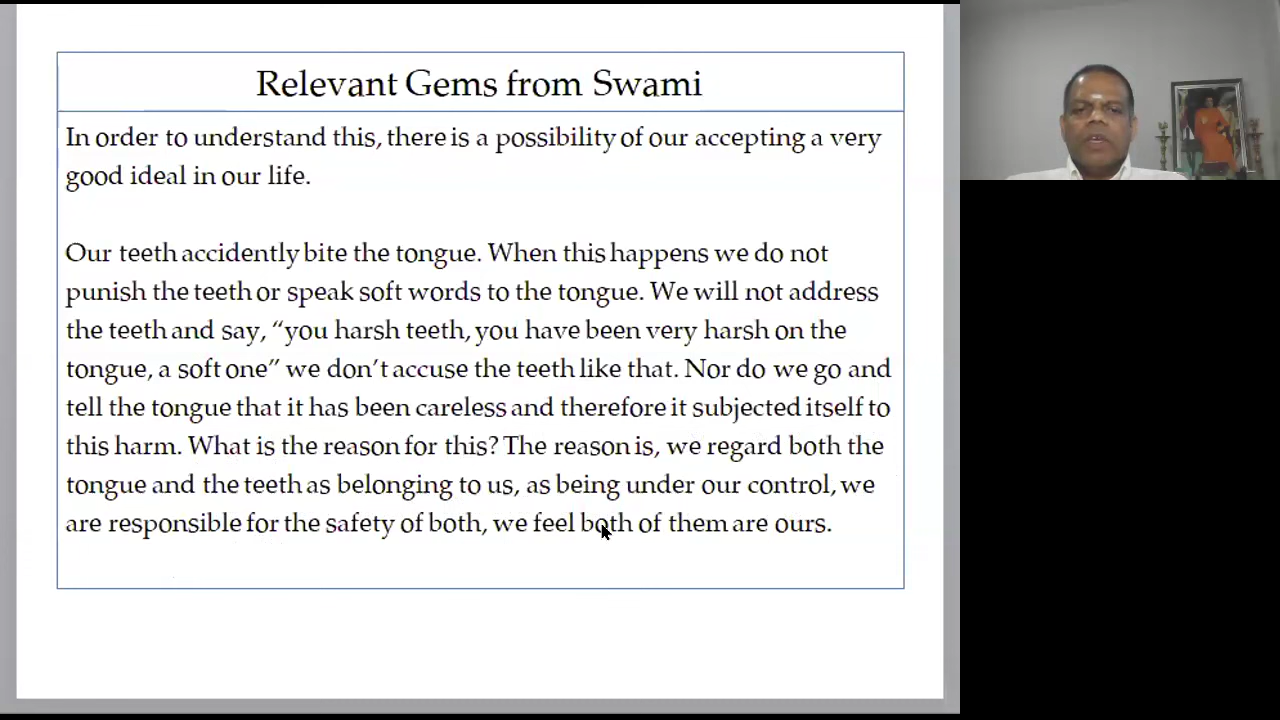 Relevant Gems from Swami
In order to understand this, there is a possibility of our accepting a very
good ideal in our life.
Our teeth accidently bite the tongue. When this happens we do not
punish the teeth or speak soft words to the tongue. We will not address
the teeth and say, “you harsh teeth, you have been very harsh on the
tongue, a soft one” we don’t accuse the teeth like that. Nor do we go and
tell the tongue that it has been careless and therefore it subjected itself to
this harm. What is the reason for this? The reason is, we regard both the
tongue and the teeth as belonging to us, as being under our control, we
are responsible for the safety of both, we feel both of them are ours.